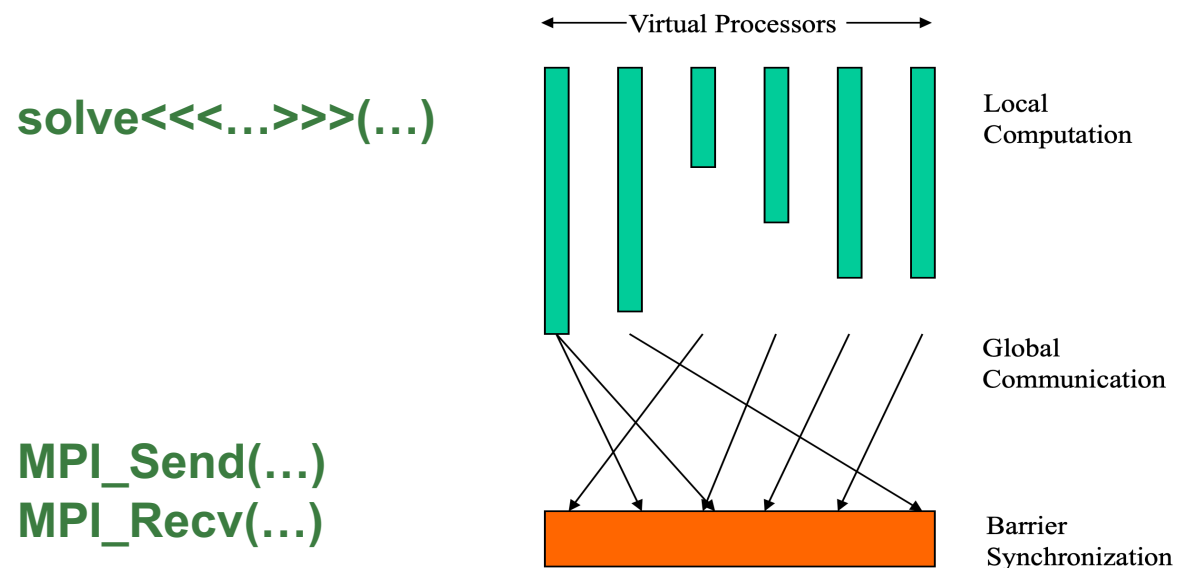 Virtual Processors
solve<<<…>>>(…)
Local
Computation
Global
Communication
MPI_Send(…)
MPI_Recv(…)
Barrier
Synchronization